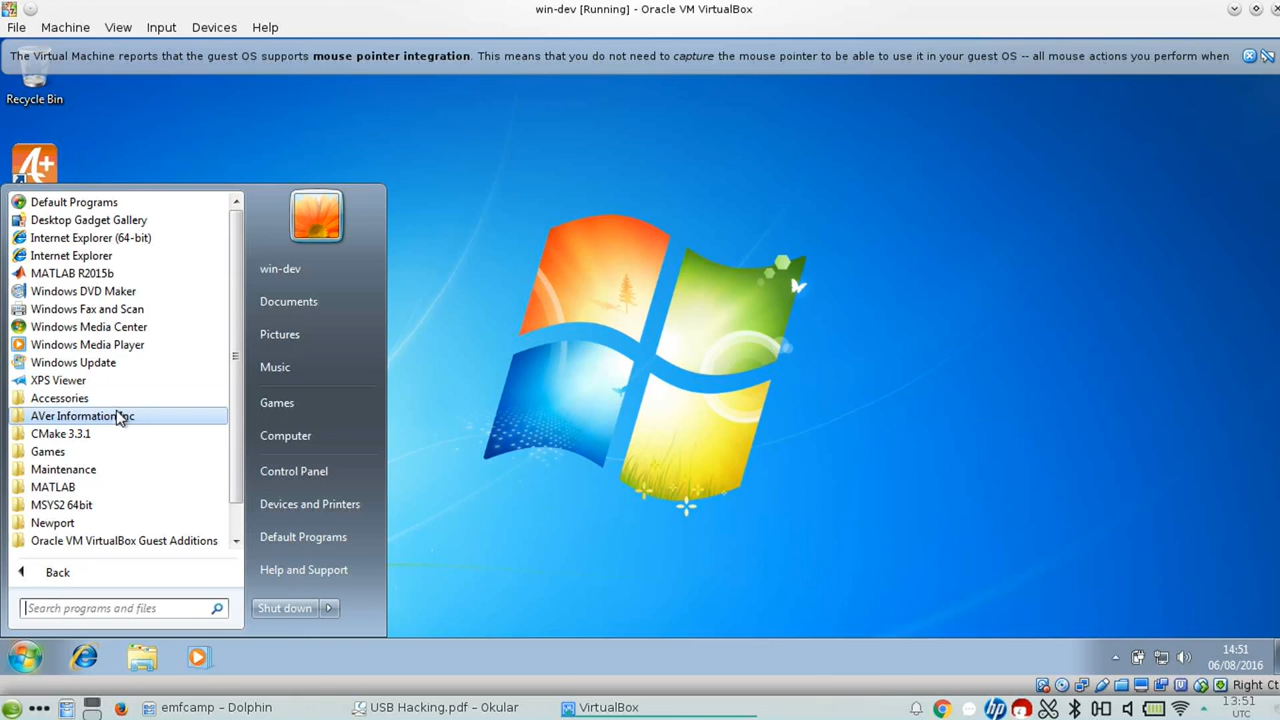 win-dev [Running] - Oracle VM VirtualBox
File Machine View Input Devices Help
The Virtual Machine reports that the guest OS supports mouse pointer integration. This means that you do not need to capture the mouse pointer to be able to use it in your guest OS -- all mouse actions you perform when
Recycle Bin
A+
Default Programs
Desktop Gadget Gallery
Internet Explorer (64-bit)
Internet Explorer
MATLAB R2015b
Windows DVD Maker
Windows Fax and Scan
Windows Media Center
Windows Media Player
Windows Update
XPS Viewer
Accessories
AVer Information Inc
CMake 3.3.1
Games
Maintenance
MATLAB
MSYS2 64bit
Newport
Oracle VM VirtualBox Guest Additions
Back
Search programs and files
win-dev
Documents
Pictures
Music
Games
Computer
Control Panel
Devices and Printers
Default Programs
Help and Support
Shut down
14:51
06/08/2016
Right Ct
emfcamp - Dolphin
USB Hacking.pdf - Okular
VirtualBox
13:51
UTC